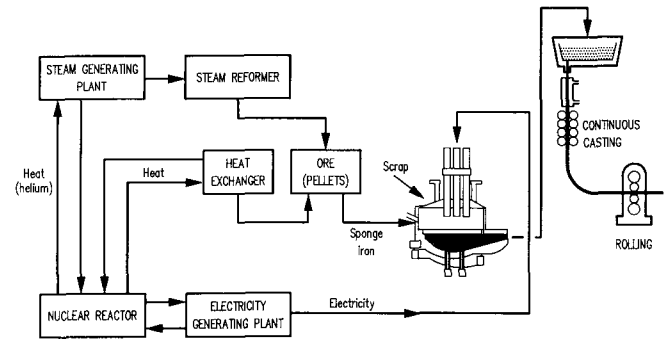 STEAM GENERATING
PLANT
STEAM REFORMER
Heat
(helium)
Heat
HEAT
EXCHANGER
ORE
(PELLETS)
Scrap
Sponge
iron
CONTINUOUS
CASTING
ROLLING
NUCLEAR REACTOR
ELECTRICITY
GENERATING PLANT
Electricity